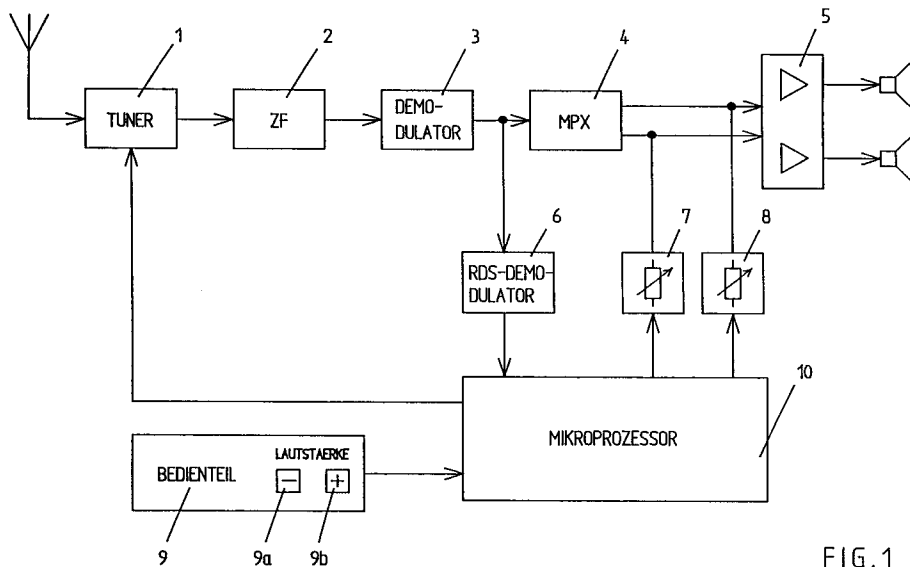 1
2
3
4
5
TUNER
ZF
DEMO-
DULATOR
MPX
6
7
8
RDS-DEMO-
DULATOR
10
MIKROPROZESSOR
BEDIENTEIL
LAUTSTAERKE
−
+
9
9a
9b
FIG.1